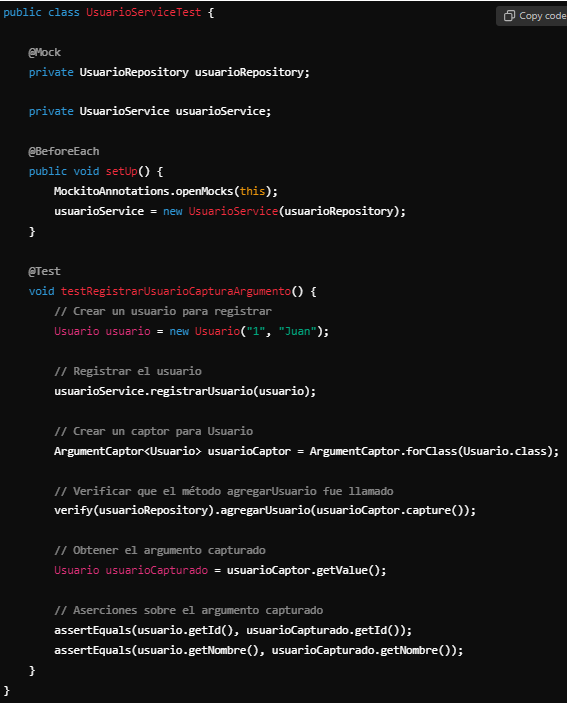 public class UsuarioServiceTest {
Copy code
@Mock
private UsuarioRepository usuarioRepository;
private UsuarioService usuarioService;
@BeforeEach
public void setUp() {
MockitoAnnotations.openMocks(this);
usuarioService = new UsuarioService(usuarioRepository);
}
@Test
void testRegistrarUsuarioCapturaArgumento() {
// Crear un usuario para registrar
Usuario usuario = new Usuario("1", "Juan");
// Registrar el usuario
usuarioService.registrarUsuario(usuario);
// Crear un captor para Usuario
ArgumentCaptor<Usuario> usuarioCaptor = ArgumentCaptor.forClass(Usuario.class);
// Verificar que el método agregarUsuario fue llamado
verify(usuarioRepository).agregarUsuario(usuarioCaptor.capture());
// Obtener el argumento capturado
Usuario usuarioCapturado = usuarioCaptor.getValue();
// Aserciones sobre el argumento capturado
assertEquals(usuario.getId(), usuarioCapturado.getId());
assertEquals(usuario.getNombre(), usuarioCapturado.getNombre());
}
}